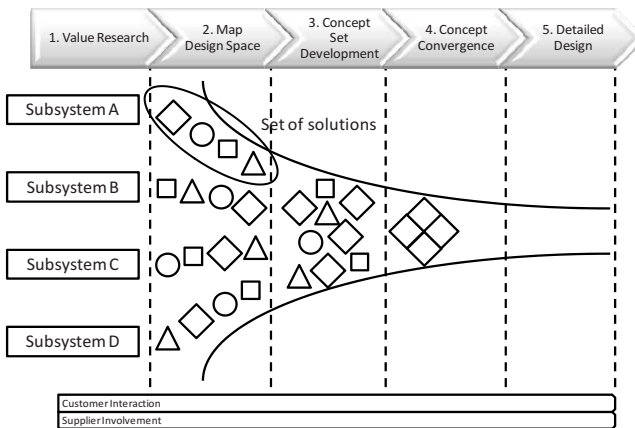 1. Value Research
2. Map
Design Space
3. Concept
Set
Development
4. Concept
Convergence
5. Detailed
Design
Subsystem A
Set of solutions
Subsystem B
Subsystem C
Subsystem D
Customer Interaction
Supplier Involvement